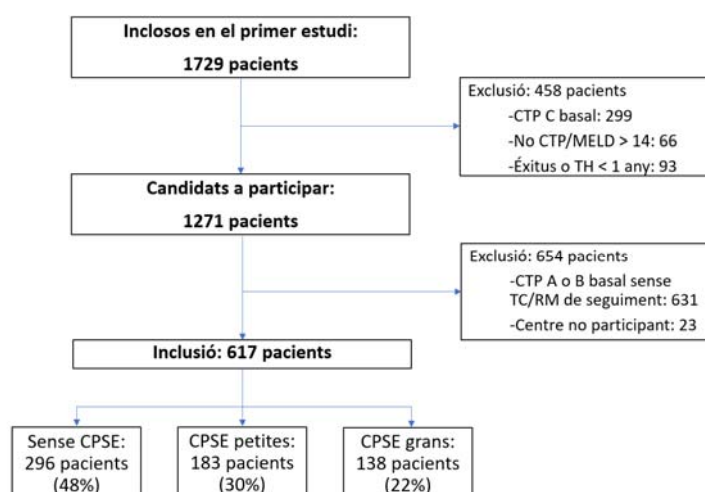 Inclosos en el primer estudi:
1729 pacients
Exclusió: 458 pacients
-CTP C basal: 299
-No CTP/MELD > 14: 66
-Éxitus o TH < 1 any: 93
Candidats a participar:
1271 pacients
Exclusió: 654 pacients
-CTP A o B basal sense
TC/RM de seguiment: 631
-Centre no participant: 23
Inclusió: 617 pacients
Sense CPSE:
296 pacients
(48%)
CPSE petites:
183 pacients
(30%)
CPSE grans:
138 pacients
(22%)